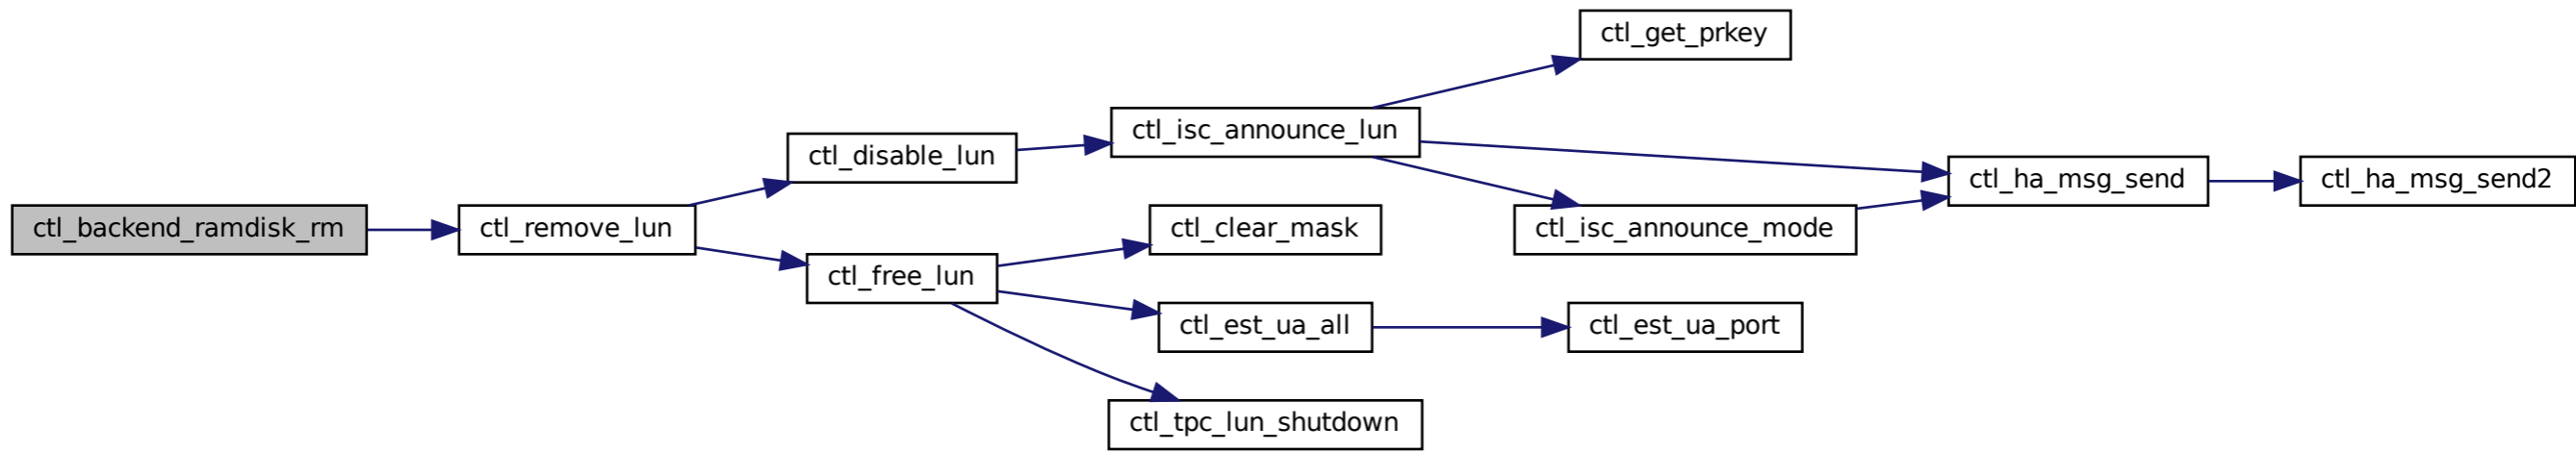 ctl_backend_ramdisk_rm
ctl_remove_lun
ctl_disable_lun
ctl_free_lun
ctl_isc_announce_lun
ctl_clear_mask
ctl_est_ua_all
ctl_tpc_lun_shutdown
ctl_get_prkey
ctl_isc_announce_mode
ctl_est_ua_port
ctl_ha_msg_send
ctl_ha_msg_send2